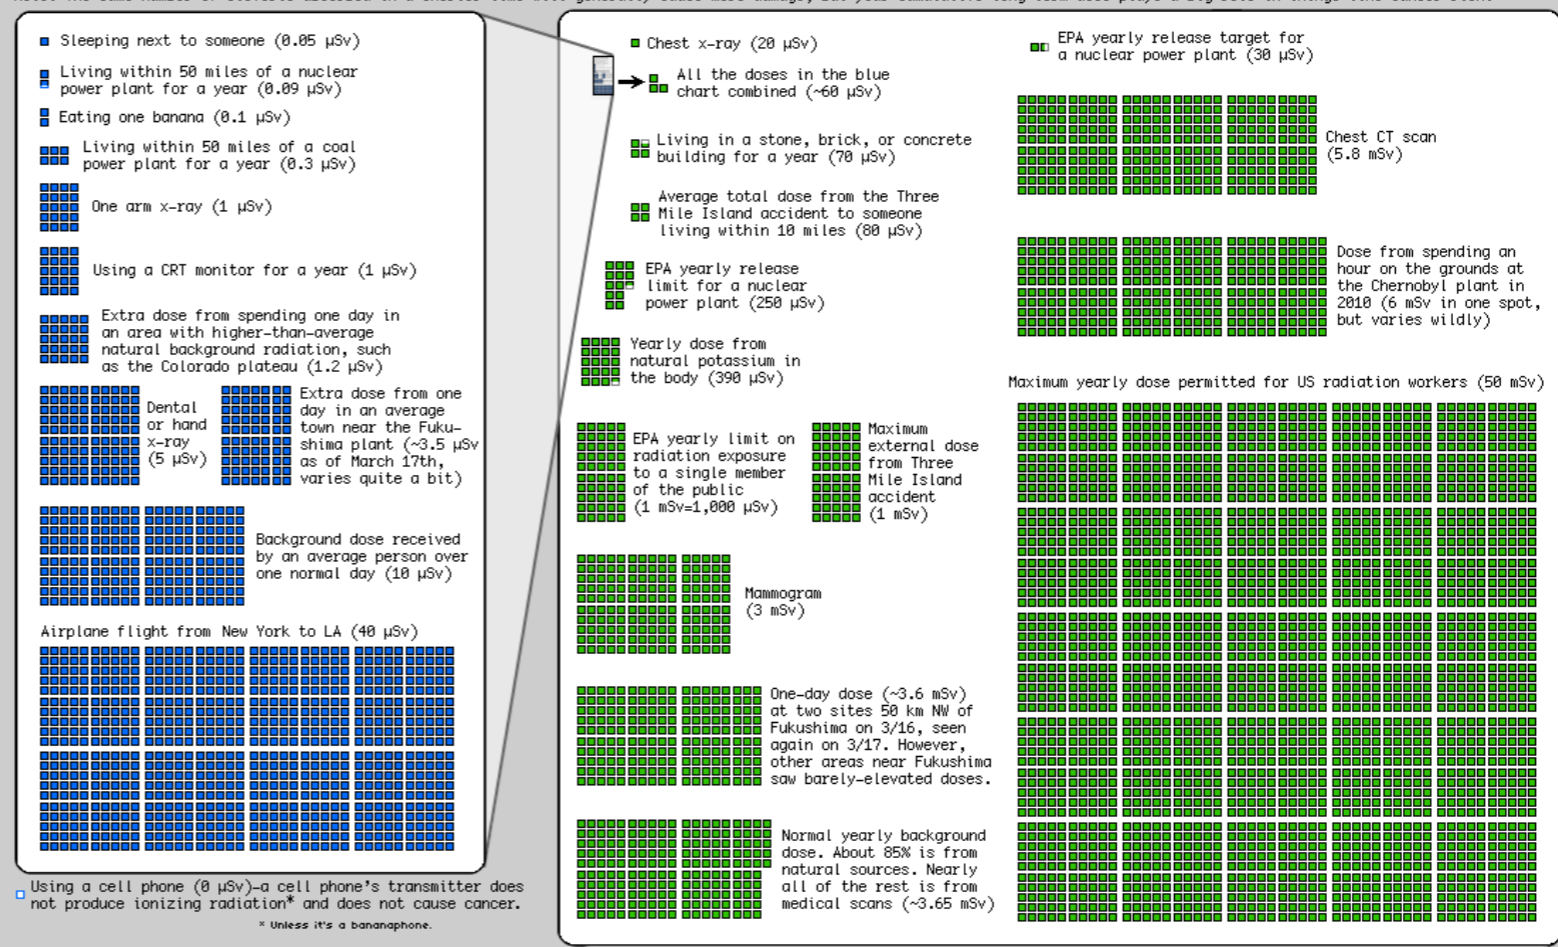 Sleeping next to someone (0.05 µSv)
Living within 50 miles of a nuclear
power plant for a year (0.09 µSv)
Eating one banana (0.1 µSv)
Living within 50 miles of a coal
power plant for a year (0.3 µSv)
One arm x-ray (1 µSv)
Using a CRT monitor for a year (1 µSv)
Extra dose from spending one day in
an area with higher-than-average
natural background radiation, such
as the Colorado plateau (1.2 µSv)
Dental
or hand
x-ray
(5 µSv)
Extra dose from one
day in an average
town near the Fuku-
shima plant (~3.5 µSv
as of March 17th,
varies quite a bit)
Background dose received
by an average person over
one normal day (10 µSv)
Airplane flight from New York to LA (40 µSv)
Using a cell phone (0 µSv)-a cell phone's transmitter does
not produce ionizing radiation* and does not cause cancer.
* Unless it's a bananaphone.
Chest x-ray (20 µSv)
All the doses in the blue
chart combined (~60 µSv)
Living in a stone, brick, or concrete
building for a year (70 µSv)
Average total dose from the Three
Mile Island accident to someone
living within 10 miles (80 µSv)
EPA yearly release
limit for a nuclear
power plant (250 µSv)
Yearly dose from
natural potassium in
the body (390 µSv)
EPA yearly limit on
radiation exposure
to a single member
of the public
(1 mSv=1,000 µSv)
Maximum
external dose
from Three
Mile Island
accident
(1 mSv)
Mammogram
(3 mSv)
One-day dose (~3.6 mSv)
at two sites 50 km NW of
Fukushima on 3/16, seen
again on 3/17. However,
other areas near Fukushima
saw barely-elevated doses.
Normal yearly background
dose. About 85% is from
natural sources. Nearly
all of the rest is from
medical scans (~3.65 mSv)
EPA yearly release target for
a nuclear power plant (30 µSv)
Chest CT scan
(5.8 mSv)
Dose from spending an
hour on the grounds at
the Chernobyl plant in
2010 (6 mSv in one spot,
but varies wildly)
Maximum yearly dose permitted for US radiation workers (50 mSv)